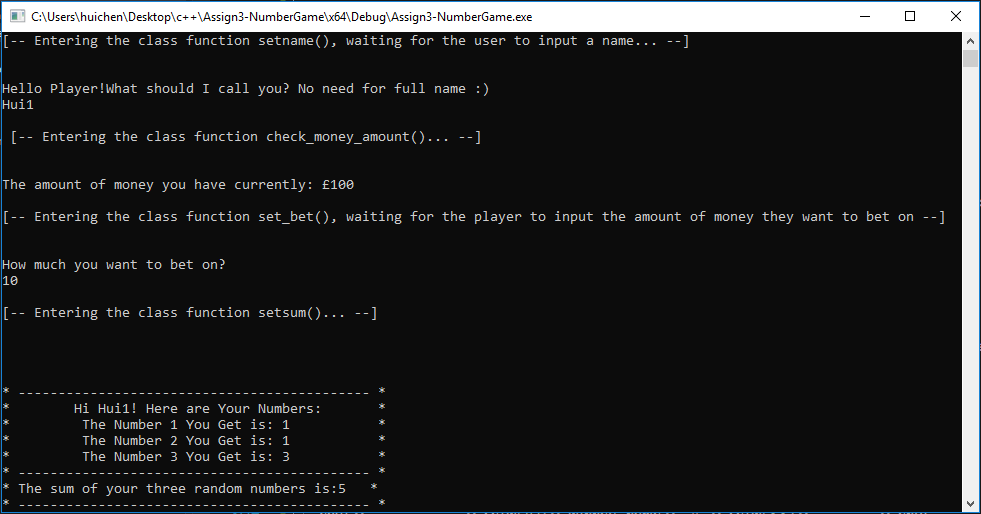 C:\Users\huichen\Desktop\c++\Assign3-NumberGame\x64\Debug\Assign3-NumberGame.exe
[-- Entering the class function setname(), waiting for the user to input a name... --]
Hello Player!What should I call you? No need for full name :)
Hui1
[-- Entering the class function check_money_amount()... --]
The amount of money you have currently: £100
[-- Entering the class function set_bet(), waiting for the player to input the amount of money they want to bet on --]
How much you want to bet on?
10
[-- Entering the class function setsum()... --]
* -------------------------------------------- *
*        Hi Hui1! Here are Your Numbers:       *
*         The Number 1 You Get is: 1           *
*         The Number 2 You Get is: 1           *
*         The Number 3 You Get is: 3           *
* -------------------------------------------- *
* The sum of your three random numbers is:5   *
* -------------------------------------------- *